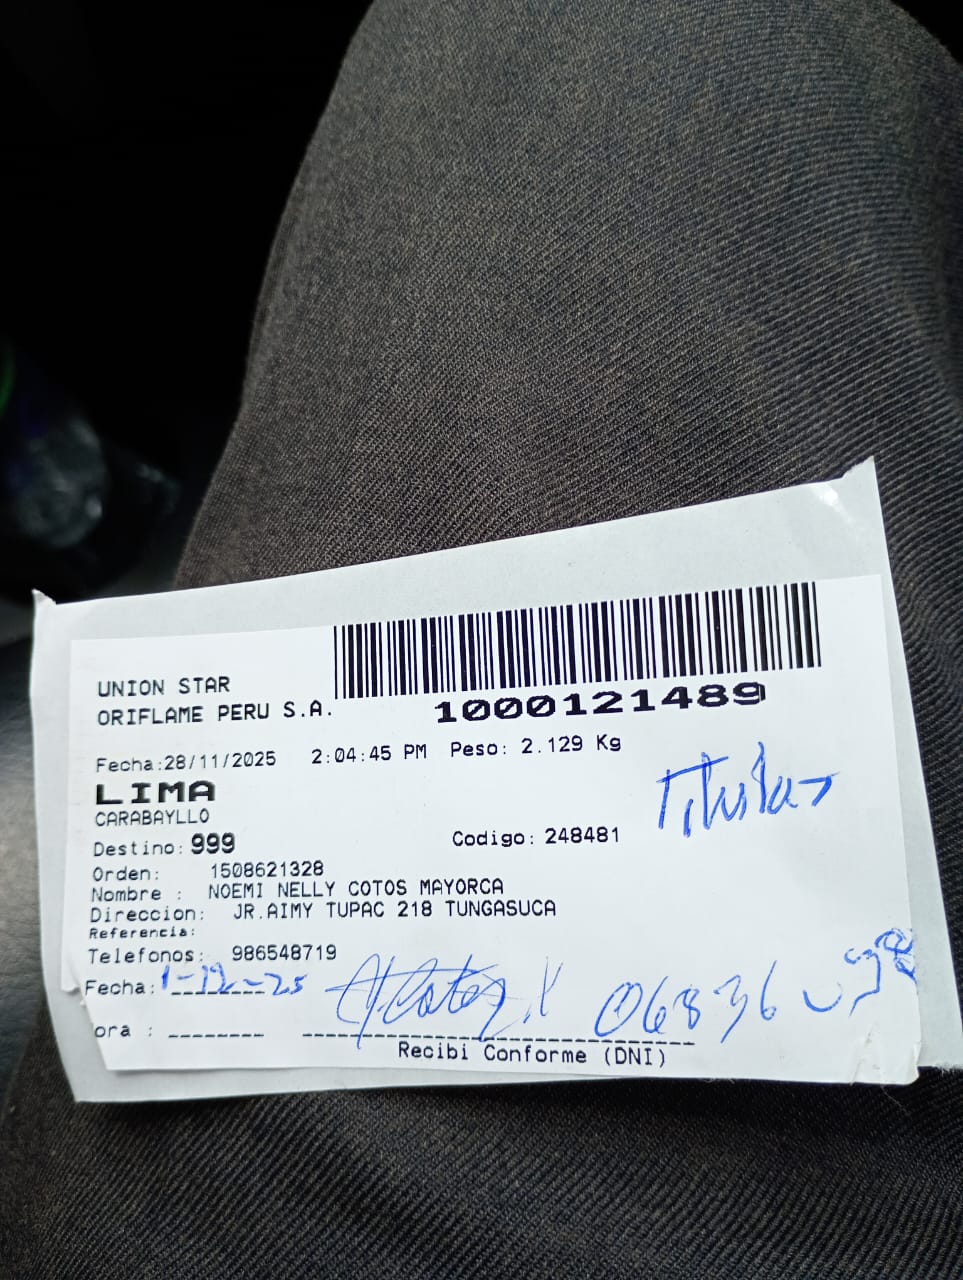 UNION STAR
ORIFLAME PERU S.A.
1000121489
Fecha:28/11/2025 2:04:45 PM Peso: 2.129 Kg
LIMA
Titular
CARABAYLLO
Destino: 999 Codigo: 248481
Orden: 1508621328
Nombre : NOEMI NELLY COTOS MAYORCA
Direccion: JR.AIMY TUPAC 218 TUNGASUCA
Referencia:
Telefonos: 986548719
Fecha: 1-12-25
ora :
Recibi Conforme (DNI)